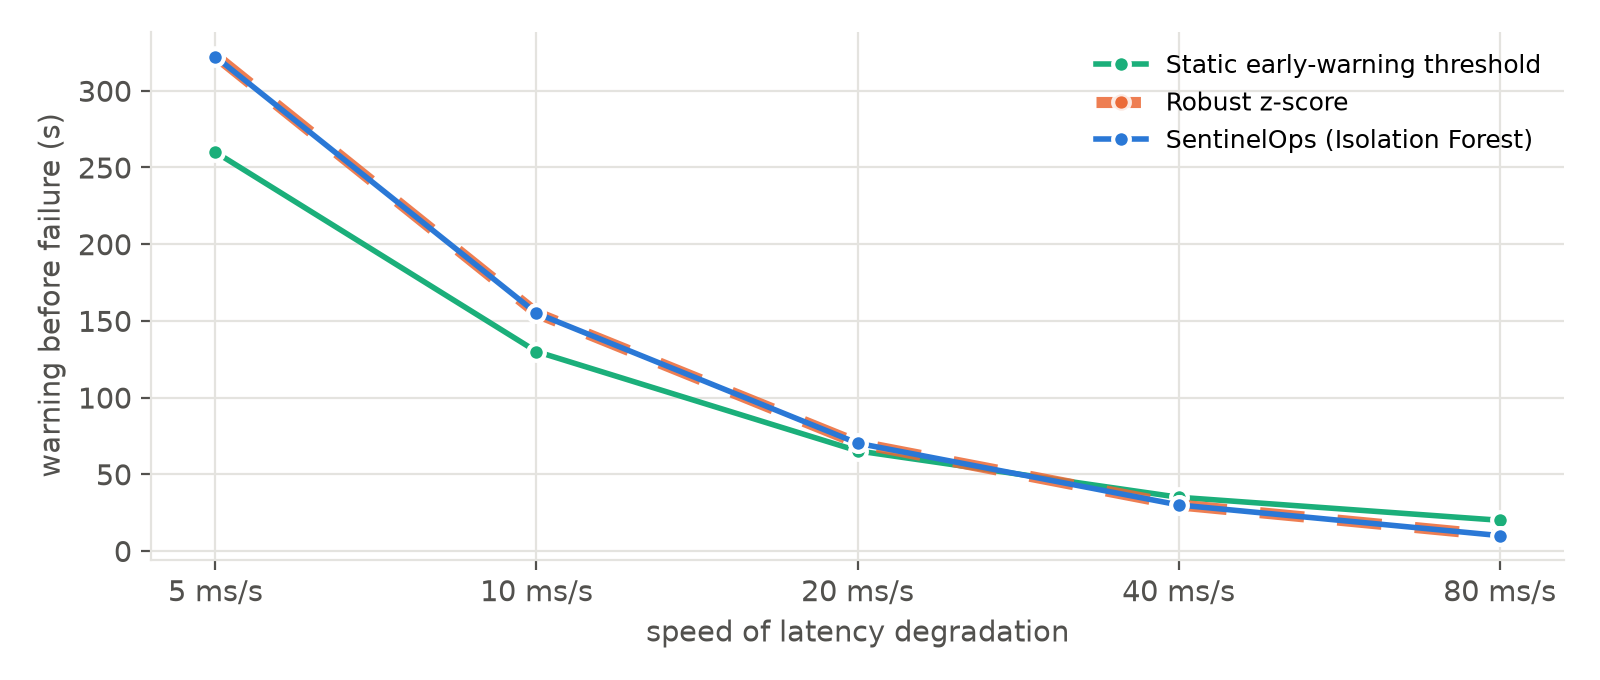 Static early-warning threshold
Robust z-score
SentinelOps (Isolation Forest)
warning before failure (s)
300
250
200
150
100
50
0
5 ms/s
10 ms/s
20 ms/s
40 ms/s
80 ms/s
speed of latency degradation